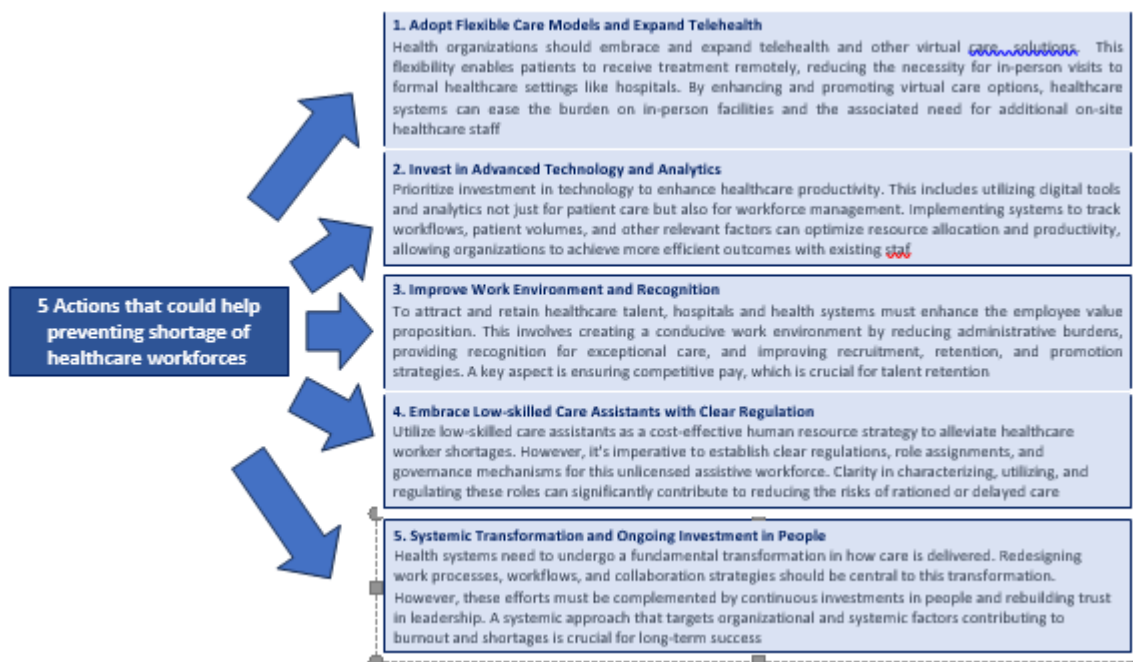 5 Actions that could help
preventing shortage of
healthcare workforces
1. Adopt Flexible Care Models and Expand Telehealth
Health organizations should embrace and expand telehealth and other virtual care solutions. This
flexibility enables patients to receive treatment remotely, reducing the necessity for in-person visits to
formal healthcare settings like hospitals. By enhancing and promoting virtual care options, healthcare
systems can ease the burden on in-person facilities and the associated need for additional on-site
healthcare staff
2. Invest in Advanced Technology and Analytics
Prioritize investment in technology to enhance healthcare productivity. This includes utilizing digital tools
and analytics not just for patient care but also for workforce management. Implementing systems to track
workflows, patient volumes, and other relevant factors can optimize resource allocation and productivity,
allowing organizations to achieve more efficient outcomes with existing staf
3. Improve Work Environment and Recognition
To attract and retain healthcare talent, hospitals and health systems must enhance the employee value
proposition. This involves creating a conducive work environment by reducing administrative burdens,
providing recognition for exceptional care, and improving recruitment, retention, and promotion
strategies. A key aspect is ensuring competitive pay, which is crucial for talent retention
4. Embrace Low-skilled Care Assistants with Clear Regulation
Utilize low-skilled care assistants as a cost-effective human resource strategy to alleviate healthcare
worker shortages. However, it's imperative to establish clear regulations, role assignments, and
governance mechanisms for this unlicensed assistive workforce. Clarity in characterizing, utilizing, and
regulating these roles can significantly contribute to reducing the risks of rationed or delayed care
5. Systemic Transformation and Ongoing Investment in People
Health systems need to undergo a fundamental transformation in how care is delivered. Redesigning
work processes, workflows, and collaboration strategies should be central to this transformation.
However, these efforts must be complemented by continuous investments in people and rebuilding trust
in leadership. A systemic approach that targets organizational and systemic factors contributing to
burnout and shortages is crucial for long-term success